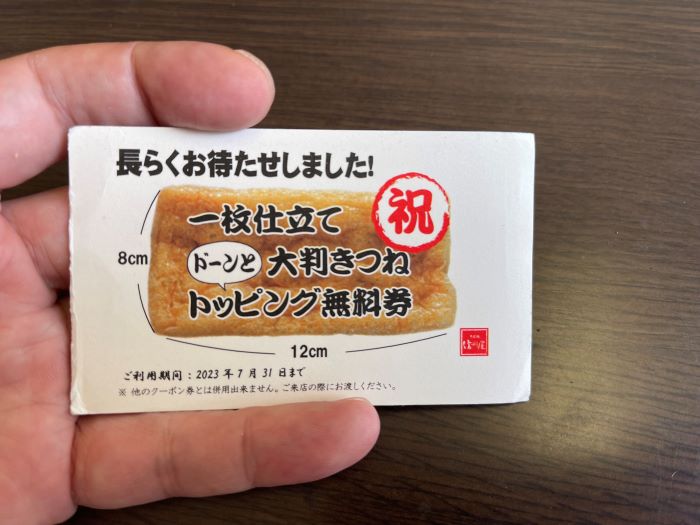 長らくお待たせしました!
祝
一枚仕立て
ドーンと 大判きつね
トッピング無料券
8cm
12cm
ご利用期間:2023年7月31日まで
※ 他のクーポン券とは併用出来ません。ご来店の際にお渡しください。